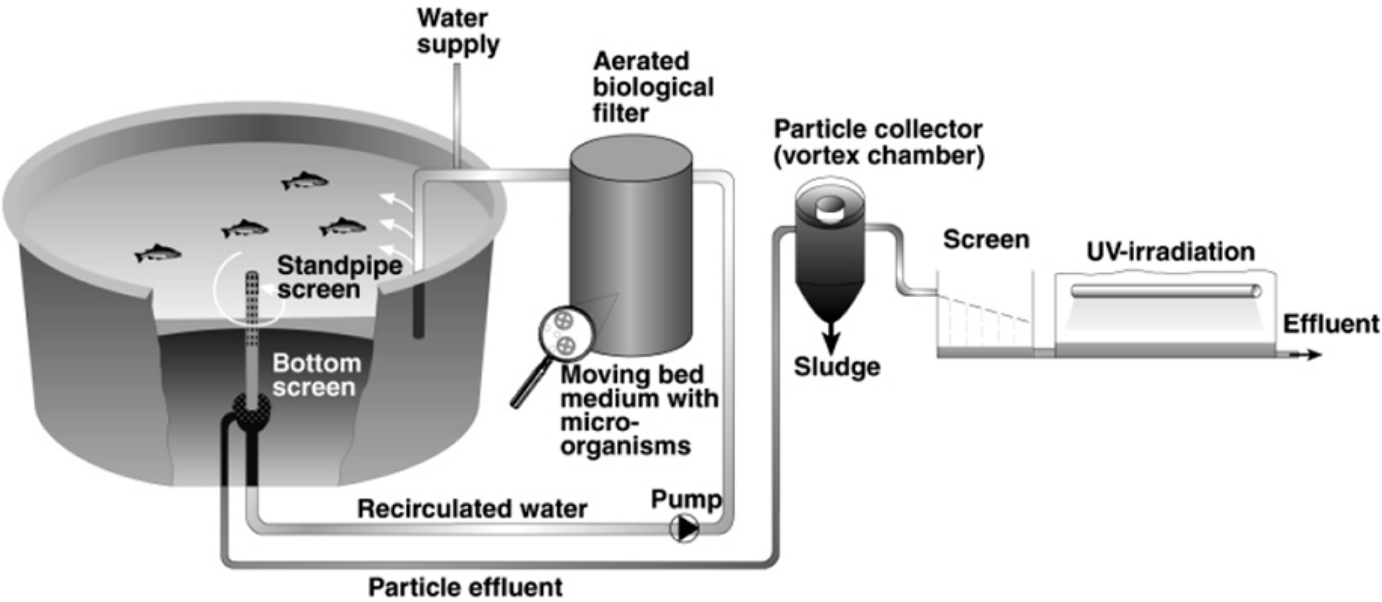 Water
supply
Aerated
biological
filter
Particle collector
(vortex chamber)
Standpipe
screen
Screen
UV-irradiation
Effluent
Bottom
screen
Sludge
Moving bed
medium with
micro-
organisms
Recirculated water
Pump
Particle effluent